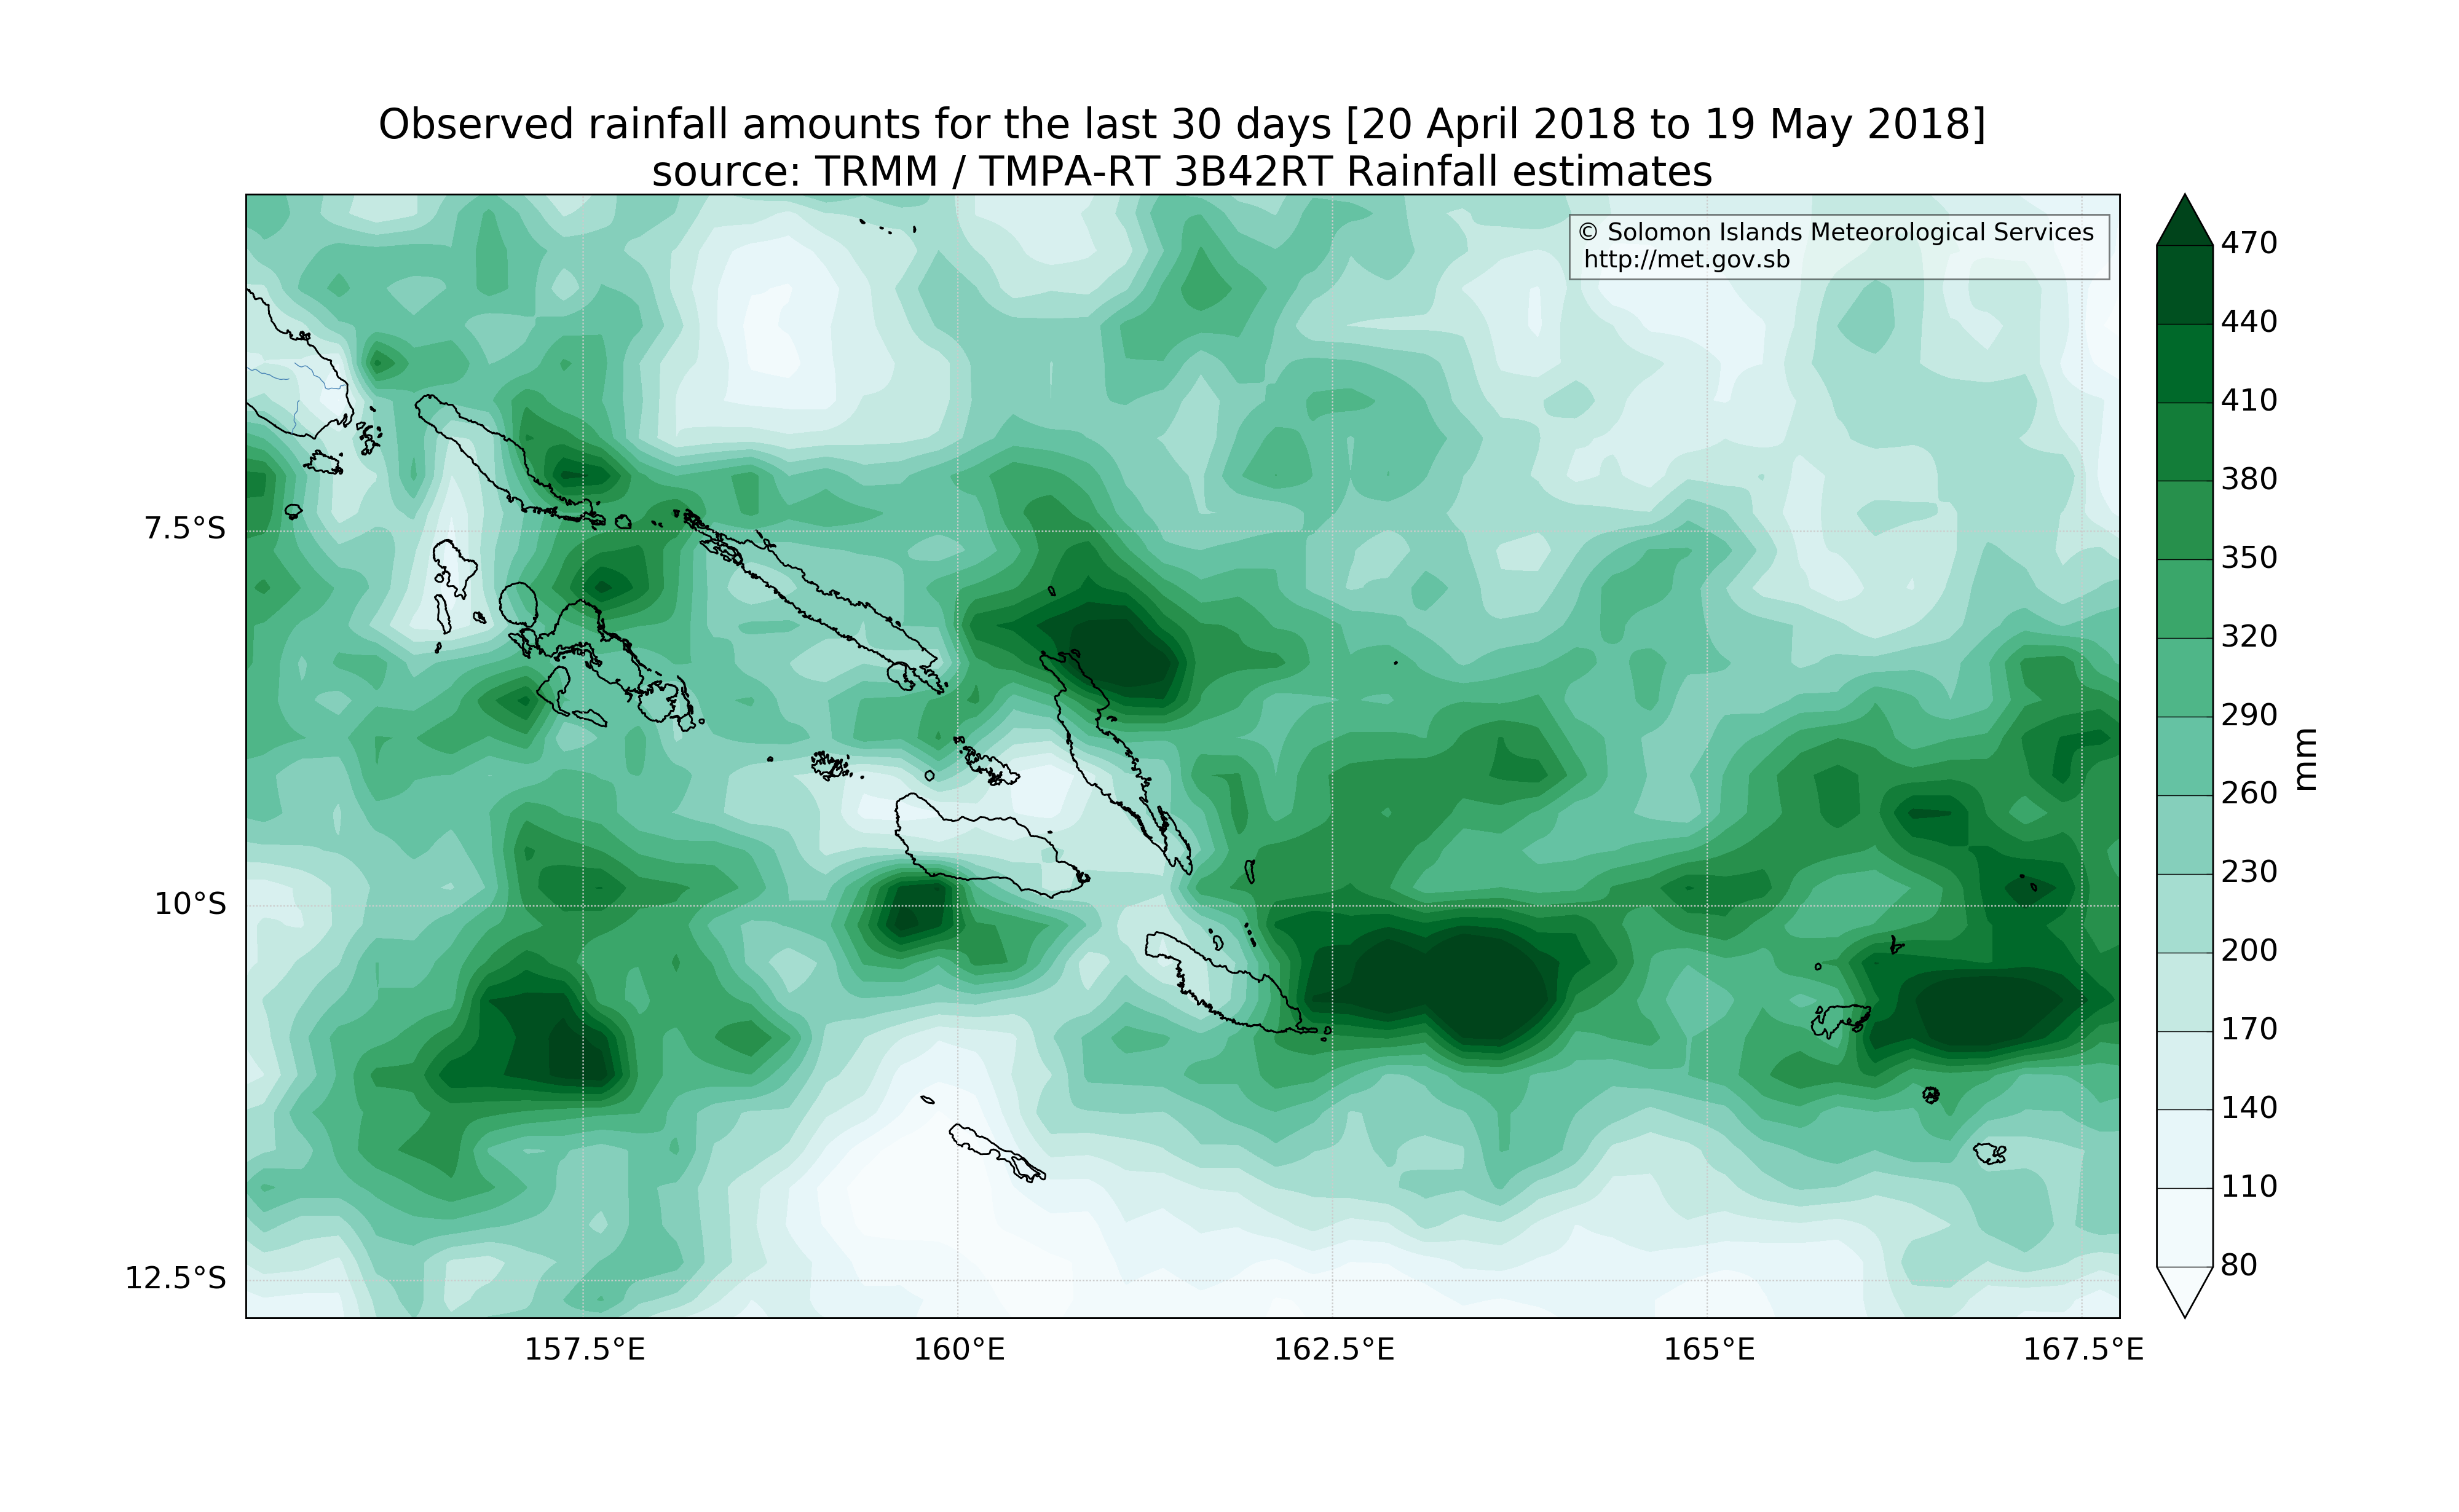 Observed rainfall amounts for the last 30 days [20 April 2018 to 19 May 2018]
source: TRMM / TMPA-RT 3B42RT Rainfall estimates
© Solomon Islands Meteorological Services
http://met.gov.sb
7.5°S
10°S
12.5°S
157.5°E
160°E
162.5°E
165°E
167.5°E
470
440
410
380
350
320
290
260
230
200
170
140
110
80
mm